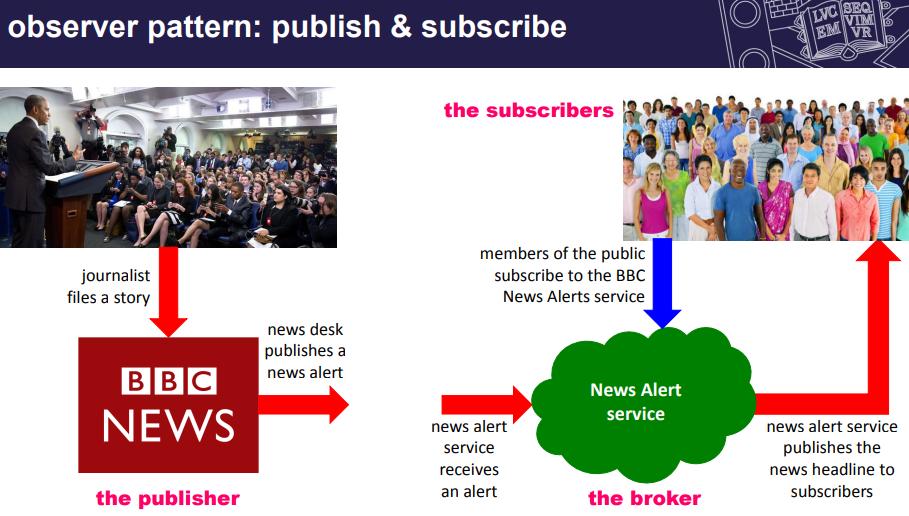 observer pattern: publish & subscribe
LVC
EM
SEQ
VIM
VR
the subscribers
journalist
files a story
members of the public
subscribe to the BBC
News Alerts service
news desk
publishes a
news alert
BBC
NEWS
the publisher
news alert
service
receives
an alert
News Alert
service
the broker
news alert service
publishes the
news headline to
subscribers